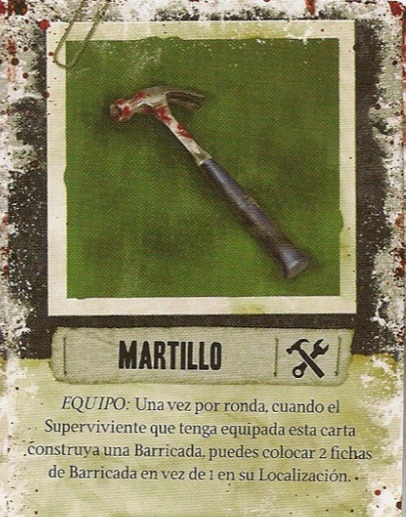 MARTILLO
EQUIPO: Una vez por ronda, cuando el
Superviviente que tenga equipada esta carta
construya una Barricada, puedes colocar 2 fichas
de Barricada en vez de 1 en su Localización.